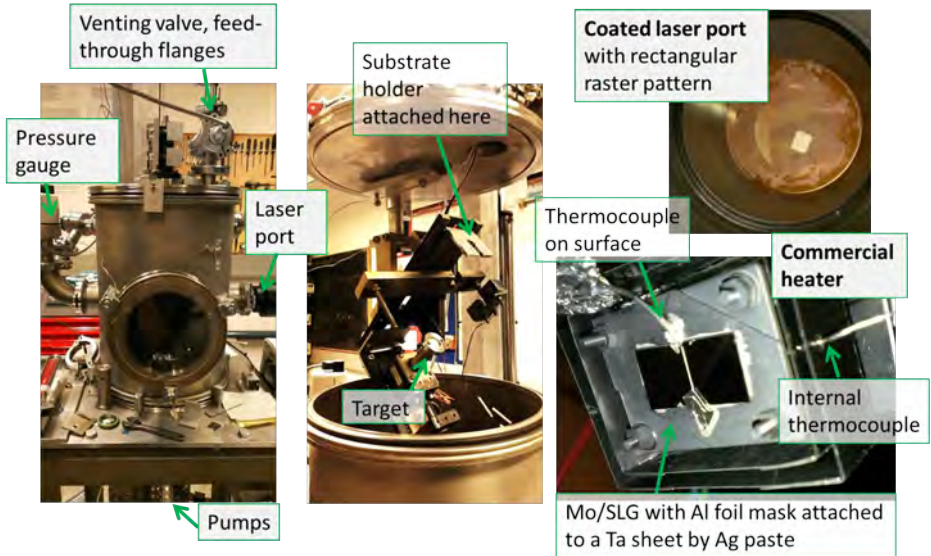 Venting valve, feed-
through flanges
Pressure
gauge
Laser
port
Pumps
Substrate
holder
attached here
Target
Coated laser port
with rectangular
raster pattern
Thermocouple
on surface
Commercial
heater
Internal
thermocouple
Mo/SLG with Al foil mask attached
to a Ta sheet by Ag paste